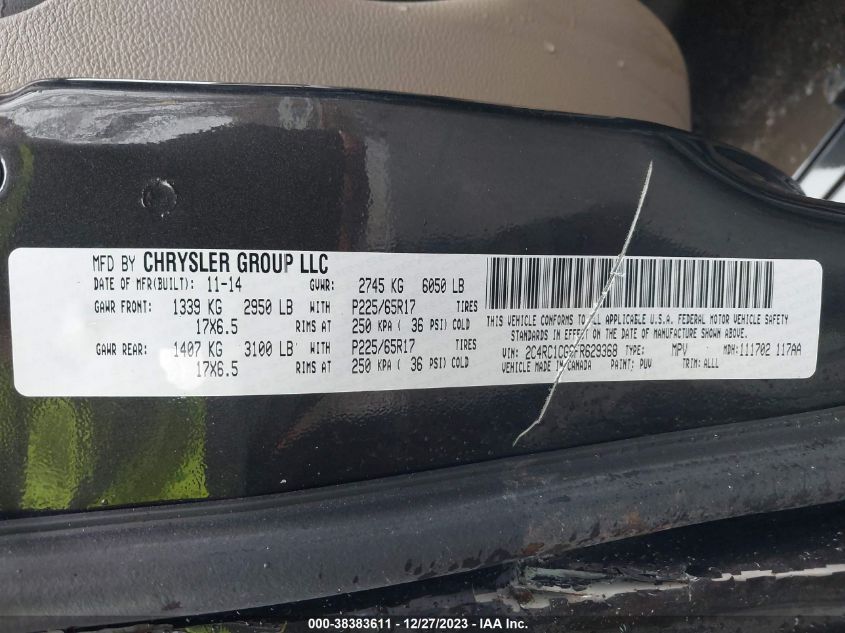 MFD BY CHRYSLER GROUP LLC
DATE OF MFR(BUILT): 11-14 GVWR: 2745 KG 6050 LB
GAWR FRONT: 1339 KG 2950 LB WITH P225/65R17 TIRES
17X6.5 RIMS AT 250 KPA ( 36 PSI) COLD
GAWR REAR: 1407 KG 3100 LB WITH P225/65R17 TIRES
17X6.5 RIMS AT 250 KPA ( 36 PSI) COLD
THIS VEHICLE CONFORMS TO ALL APPLICABLE U.S.A. FEDERAL MOTOR VEHICLE SAFETY
STANDARDS IN EFFECT ON THE DATE OF MANUFACTURE SHOWN ABOVE.
VIN: TYPE: MPV MDH: 111702 117AA
VEHICLE MADE IN CANADA PAINT: PUV TRIM: ALLL
000-38383611 - 12/27/2023 - IAA Inc.